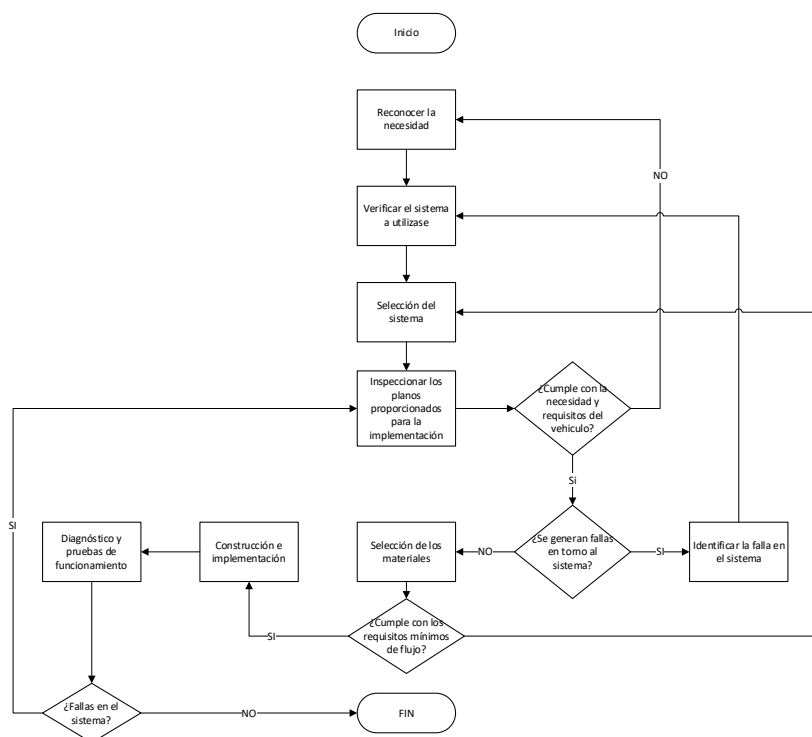 Inicio
Reconocer la
necesidad
NO
Verificar el sistema
a utilizase
Selección del
sistema
Inspeccionar los
planos
proporcionados
para la
implementación
¿Cumple con la
necesidad y
requisitos del
vehiculo?
SI
Si
Diagnóstico y
pruebas de
funcionamiento
Construcción e
implementación
Selección de los
materiales
NO
¿Se generan fallas
en torno al
sistema?
SI
Identificar la falla en
el sistema
¿Cumple con los
requisitos mínimos
de flujo?
SI
¿Fallas en el
sistema?
NO
FIN